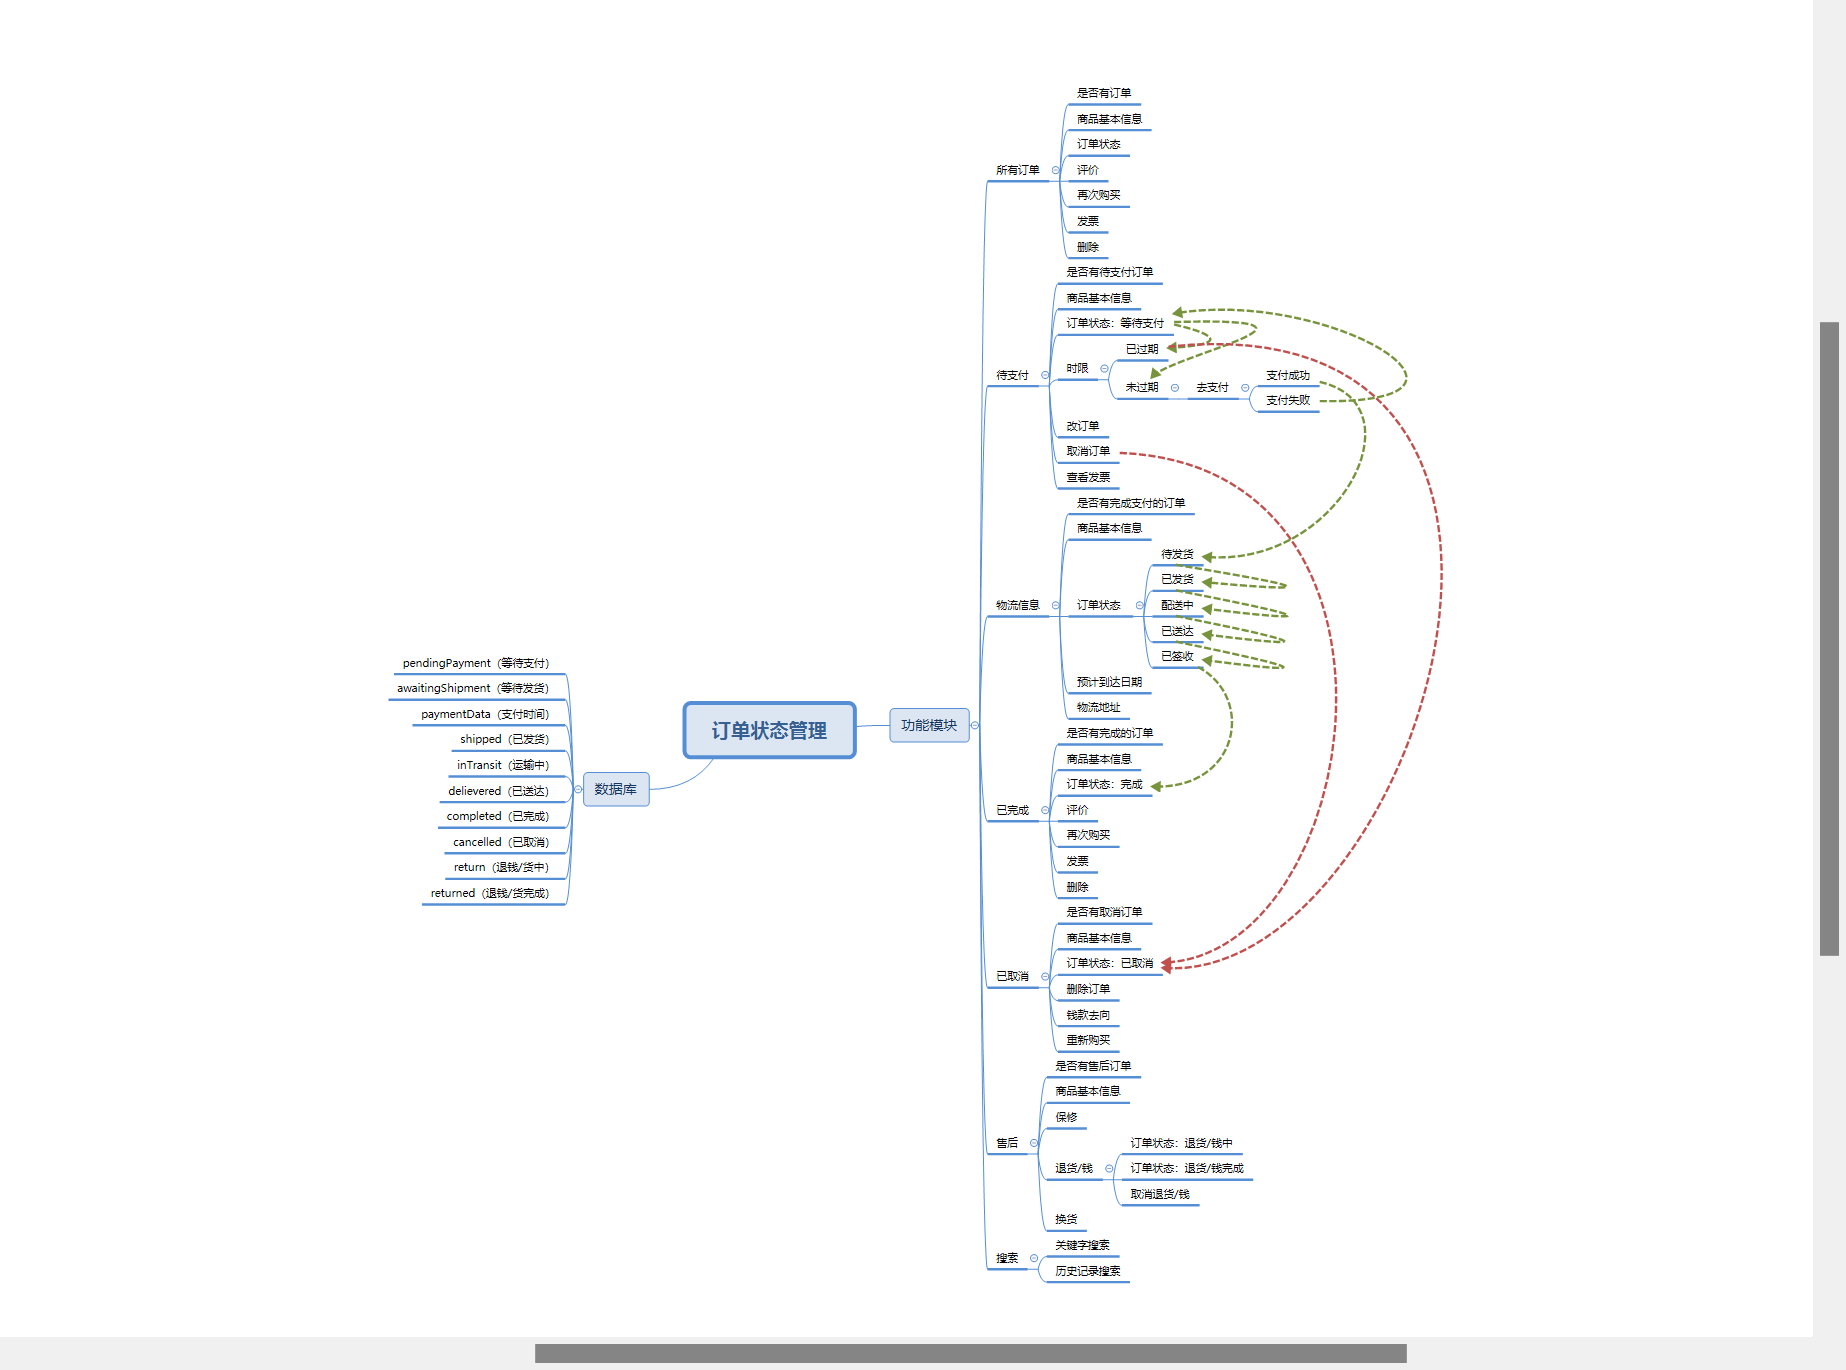 订单状态管理
功能模块
所有订单
是否有订单
商品基本信息
订单状态
评价
再次购买
发票
删除
待支付
是否有待支付订单
商品基本信息
订单状态：等待支付
时限
已过期
未过期
去支付
支付成功
支付失败
改订单
取消订单
查看发票
物流信息
是否有完成支付的订单
商品基本信息
订单状态
待发货
已发货
配送中
已送达
已签收
预计到达日期
物流地址
已完成
是否有完成的订单
商品基本信息
订单状态：完成
评价
再次购买
发票
删除
已取消
是否有取消订单
商品基本信息
订单状态：已取消
删除订单
钱款去向
重新购买
售后
是否有售后订单
商品基本信息
保修
退货/钱
订单状态：退货/钱中
订单状态：退货/钱完成
取消退货/钱
换货
搜索
关键字搜索
历史记录搜索
数据库
pendingPayment（等待支付）
awaitingShipment（等待发货）
paymentData（支付时间）
shipped（已发货）
inTransit（运输中）
delievered（已送达）
completed（已完成）
cancelled（已取消）
return（退钱/货中）
returned（退钱/货完成）